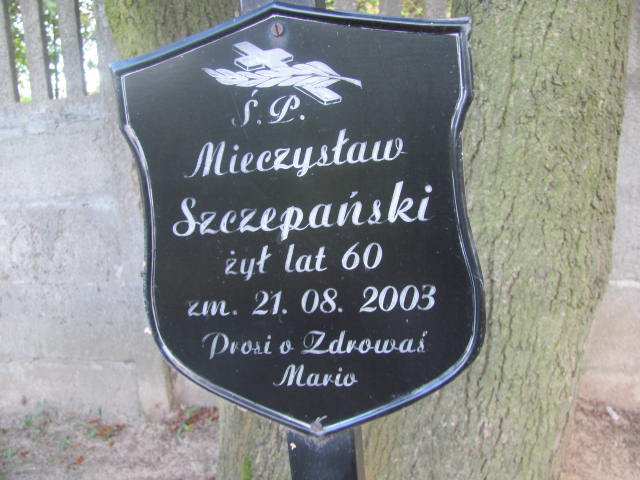 Ś.P.
Mieczysław
Szczepański
żył lat 60
zm. 21. 08. 2003
Prosi o Zdrowaś
Mario